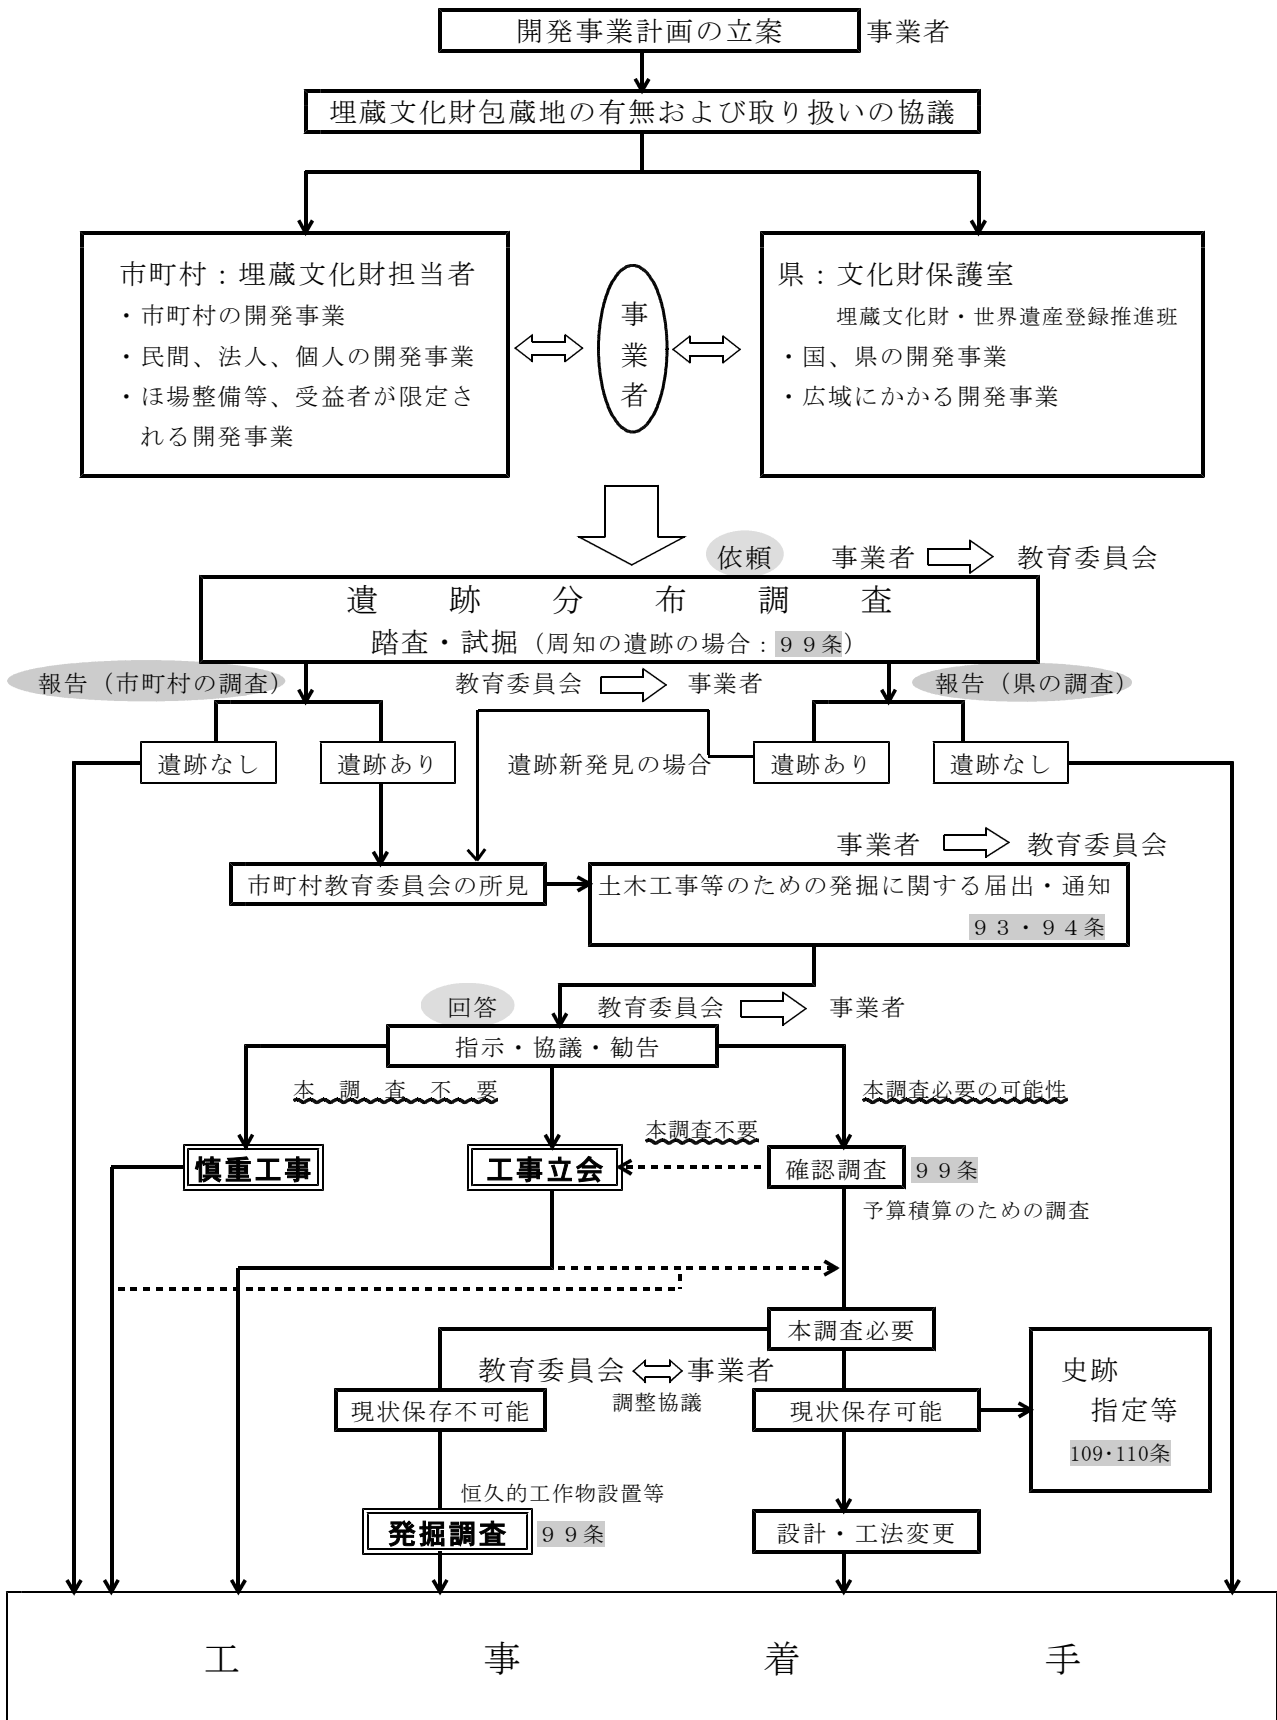 開発事業計画の立案 事業者
埋蔵文化財包蔵地の有無および取り扱いの協議
市町村：埋蔵文化財担当者
・市町村の開発事業
・民間、法人、個人の開発事業
・ほ場整備等、受益者が限定さ
れる開発事業
事業者
県：文化財保護室
埋蔵文化財・世界遺産登録推進班
・国、県の開発事業
・広域にかかる開発事業
依頼 事業者 教育委員会
遺跡分布調査
踏査・試掘（周知の遺跡の場合：９９条）
報告（市町村の調査） 教育委員会 事業者 報告（県の調査）
遺跡なし 遺跡あり 遺跡新発見の場合 遺跡あり 遺跡なし
事業者 教育委員会
市町村教育委員会の所見 土木工事等のための発掘に関する届出・通知
９３・９４条
回答 教育委員会 事業者
指示・協議・勧告
本調査不要 本調査必要の可能性
本調査不要
慎重工事 工事立会 確認調査 ９９条
予算積算のための調査
本調査必要
教育委員会 事業者
調整協議
現状保存不可能 現状保存可能
史跡
指定等
109・110条
恒久的工作物設置等
発掘調査 ９９条 設計・工法変更
工事着手